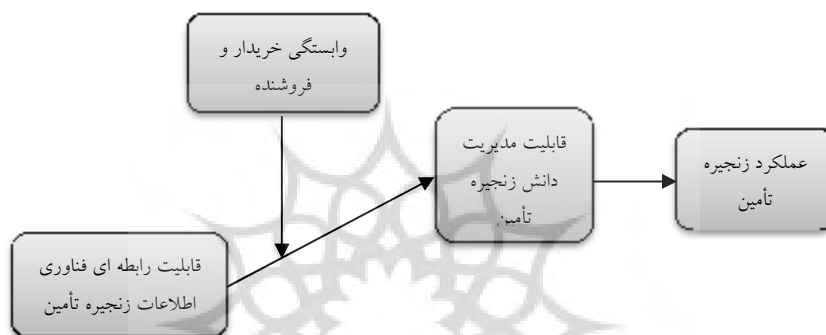 وابستگی خریدار و
فروشنده
قابلیت مدیریت
دانش زنجیره
تأمین
عملکرد زنجیره
تأمین
قابلیت رابطه ای فناوری
اطلاعات زنجیره تأمین